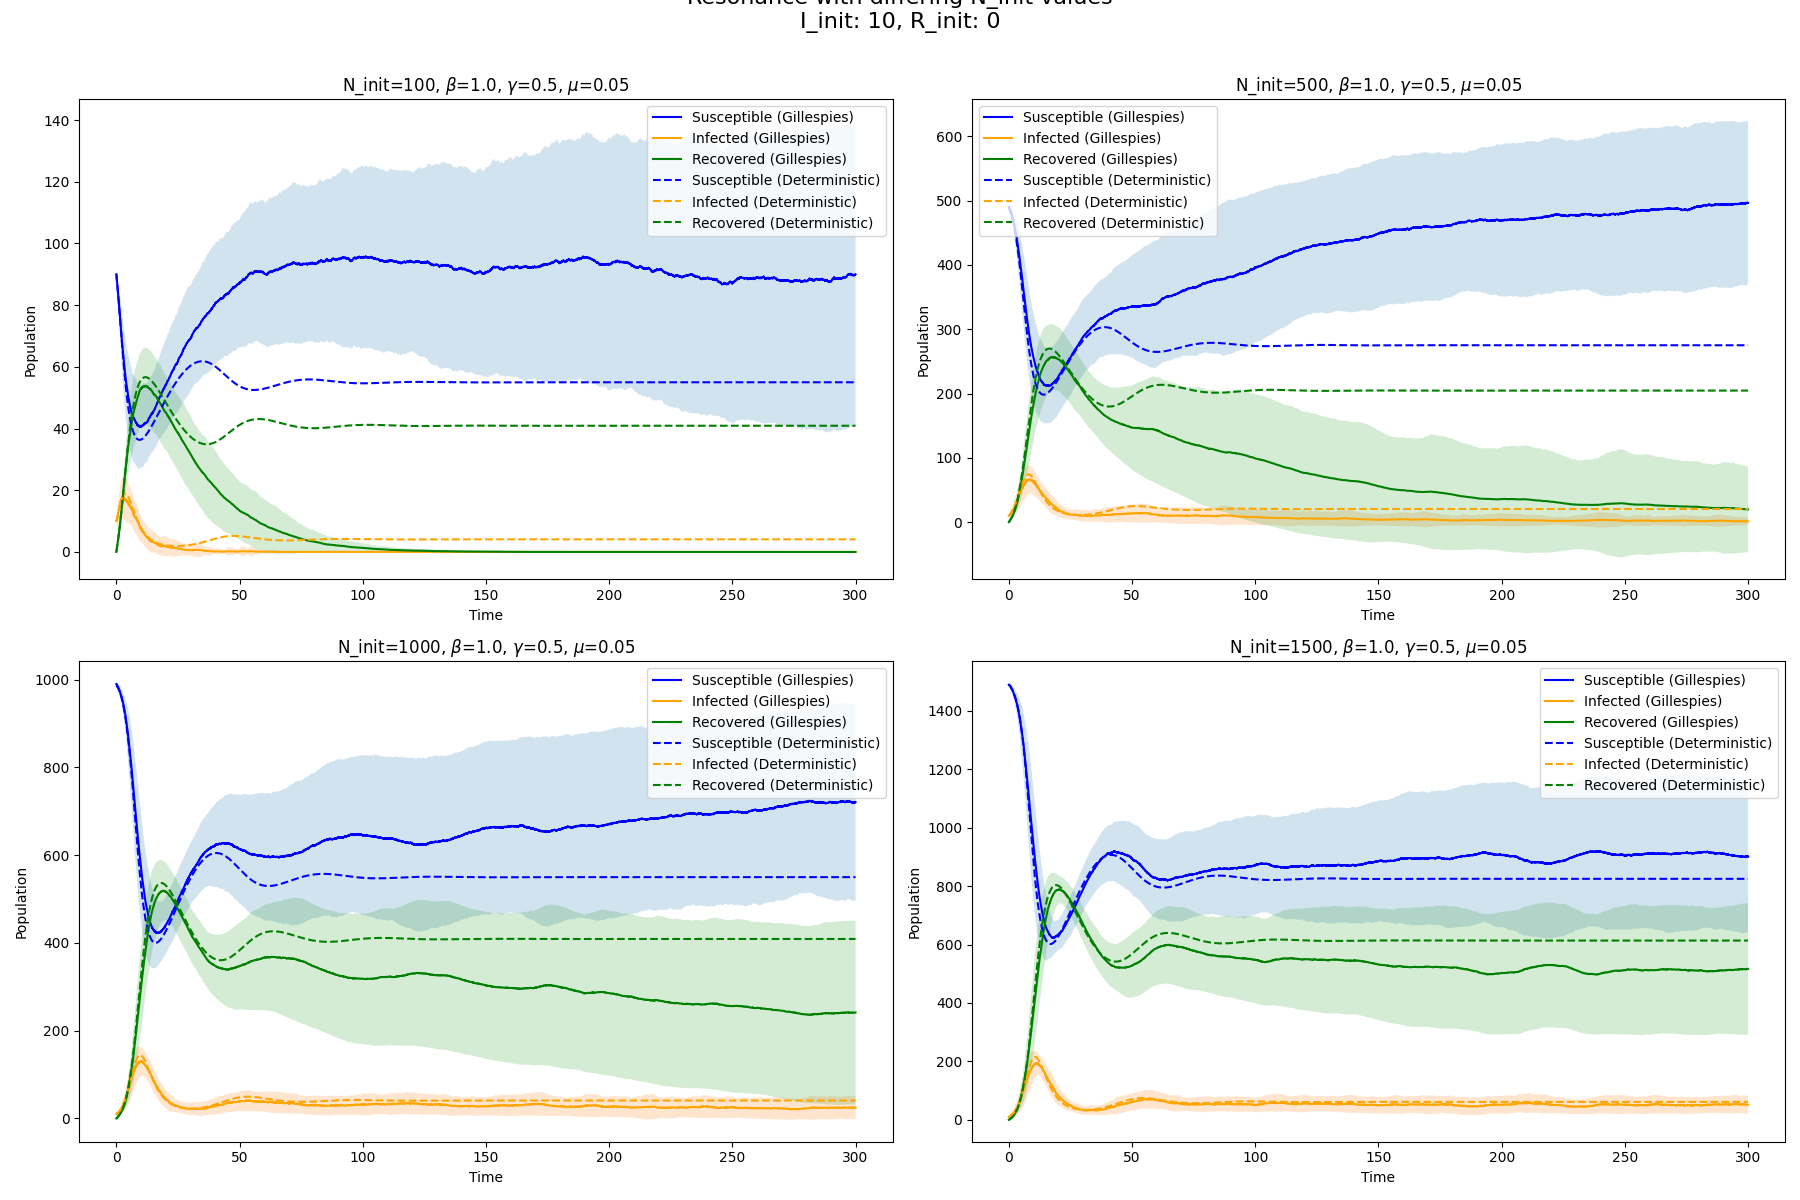 Resonance with differing N_init values
I_init: 10, R_init: 0
N_init=100, β=1.0, γ=0.5, μ=0.05
Susceptible (Gillespies)
Infected (Gillespies)
Recovered (Gillespies)
Susceptible (Deterministic)
Infected (Deterministic)
Recovered (Deterministic)
140
120
100
80
60
40
20
0
Population
0 50 100 150 200 250 300
Time
N_init=500, β=1.0, γ=0.5, μ=0.05
Susceptible (Gillespies)
Infected (Gillespies)
Recovered (Gillespies)
Susceptible (Deterministic)
Infected (Deterministic)
Recovered (Deterministic)
600
500
400
300
200
100
0
Population
0 50 100 150 200 250 300
Time
N_init=1000, β=1.0, γ=0.5, μ=0.05
Susceptible (Gillespies)
Infected (Gillespies)
Recovered (Gillespies)
Susceptible (Deterministic)
Infected (Deterministic)
Recovered (Deterministic)
1000
800
600
400
200
0
Population
0 50 100 150 200 250 300
Time
N_init=1500, β=1.0, γ=0.5, μ=0.05
Susceptible (Gillespies)
Infected (Gillespies)
Recovered (Gillespies)
Susceptible (Deterministic)
Infected (Deterministic)
Recovered (Deterministic)
1400
1200
1000
800
600
400
200
0
Population
0 50 100 150 200 250 300
Time